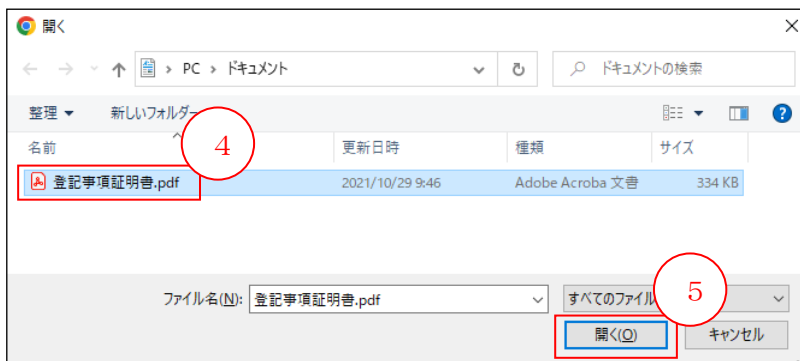 開く
PC › ドキュメント
ドキュメントの検索
整理 新しいフォルダー
④
名前 更新日時 種類 サイズ
登記事項証明書.pdf 2021/10/29 9:46 Adobe Acroba 文書 334 KB
ファイル名(N): 登記事項証明書.pdf すべてのファイル
⑤
開く(O) キャンセル